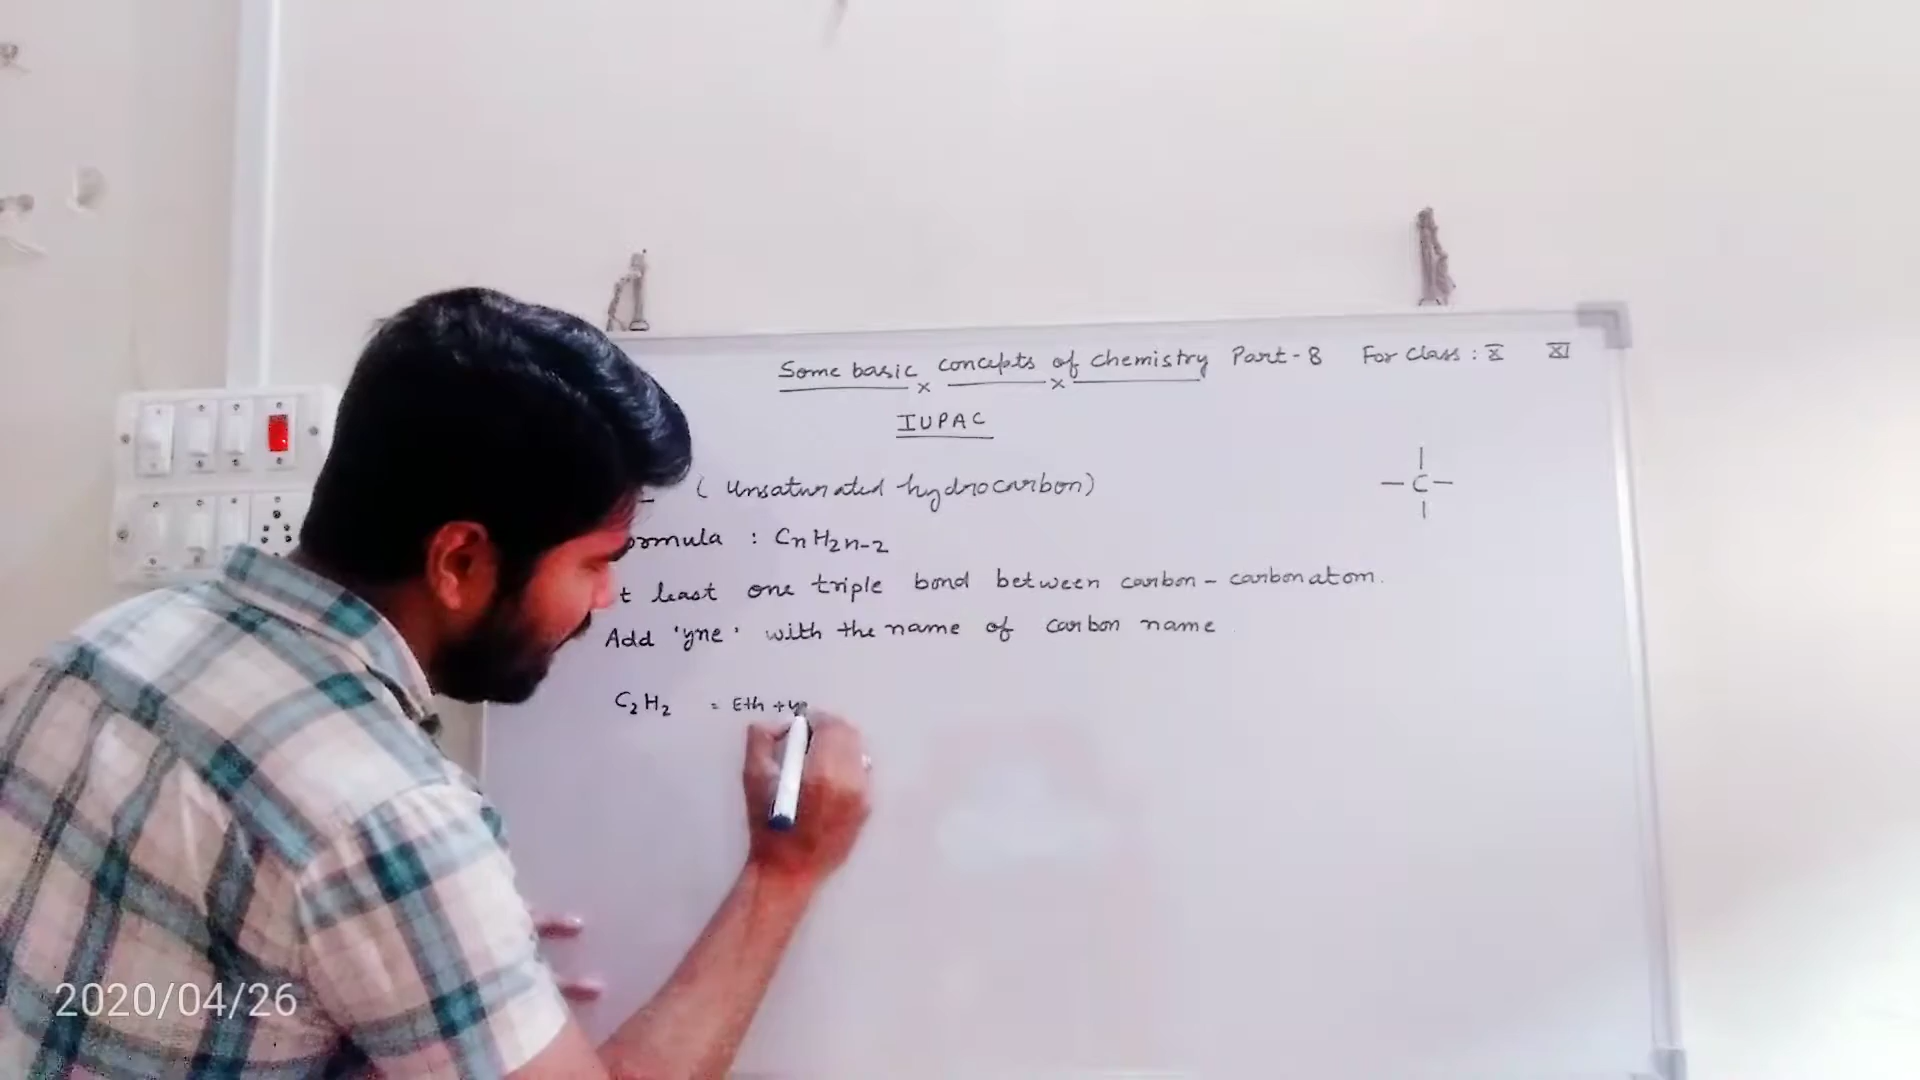 Some basic concepts of chemistry Part-8 For Class : X XI
IUPAC
(Unsaturated hydrocarbon)
ormula : CnH2n-2
t least one triple bond between carbon - carbon atom.
Add 'yne' with the name of carbon name
C2H2 = Eth + y
C
2020/04/26